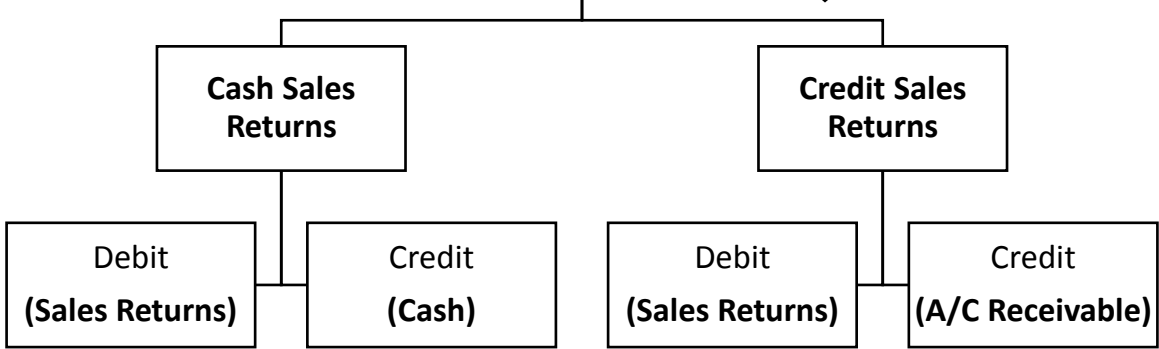 Cash Sales
Returns
Credit Sales
Returns
Debit
(Sales Returns)
Credit
(Cash)
Debit
(Sales Returns)
Credit
(A/C Receivable)